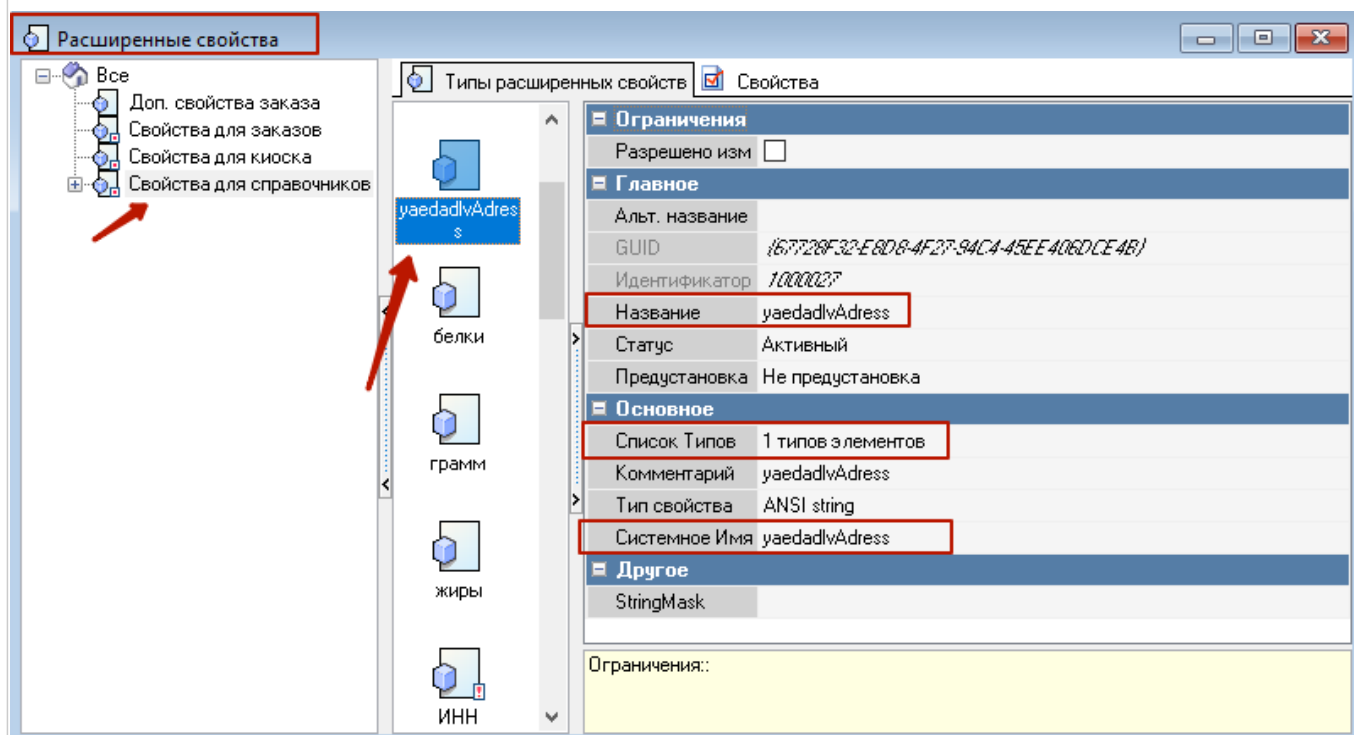 Расширенные свойства
Все
Доп. свойства заказа
Свойства для заказов
Свойства для киоска
Свойства для справочников
Типы расширенных свойств
Свойства
yaedadlvAdres
s
белки
грамм
жиры
ИНН
Ограничения
Разрешено изм
Главное
Альт. название
GUID {67728F32-E8D8-4F27-94C4-45EE406DCE4B}
Идентификатор 1000027
Название yaedadlvAdress
Статус Активный
Предустановка Не предустановка
Основное
Список Типов 1 типов элементов
Комментарий yaedadlvAdress
Тип свойства ANSI string
Системное Имя yaedadlvAdress
Другое
StringMask
Ограничения::